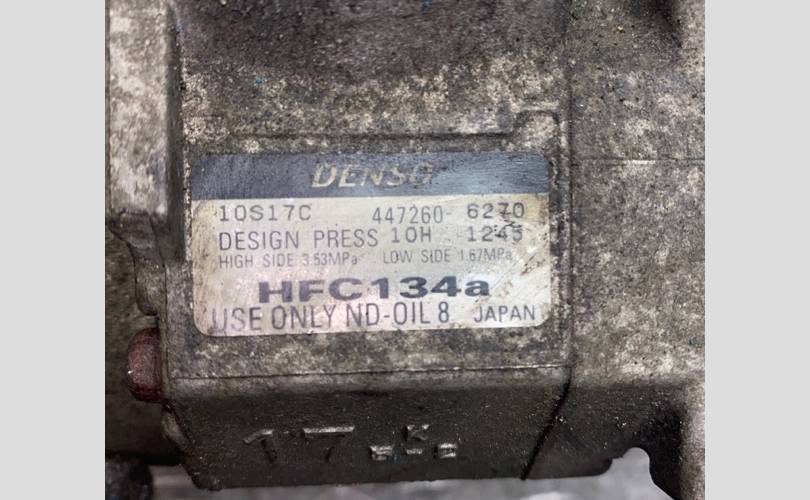 DENSO
10S17C 447260-6270
DESIGN PRESS 10H 1245
HIGH SIDE 3.53MPa LOW SIDE 1.67MPa
HFC134a
USE ONLY ND-OIL 8 JAPAN
17 K